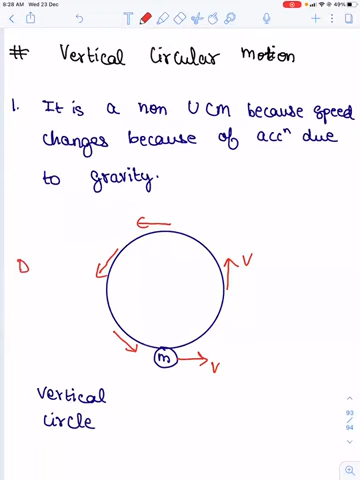 8:28 AM Wed 23 Dec
49%
# Vertical Circular motion
1. It is a non UCM because speed
changes because of accⁿ due
to gravity.
D
V
m
V
vertical
circle
93
/
94